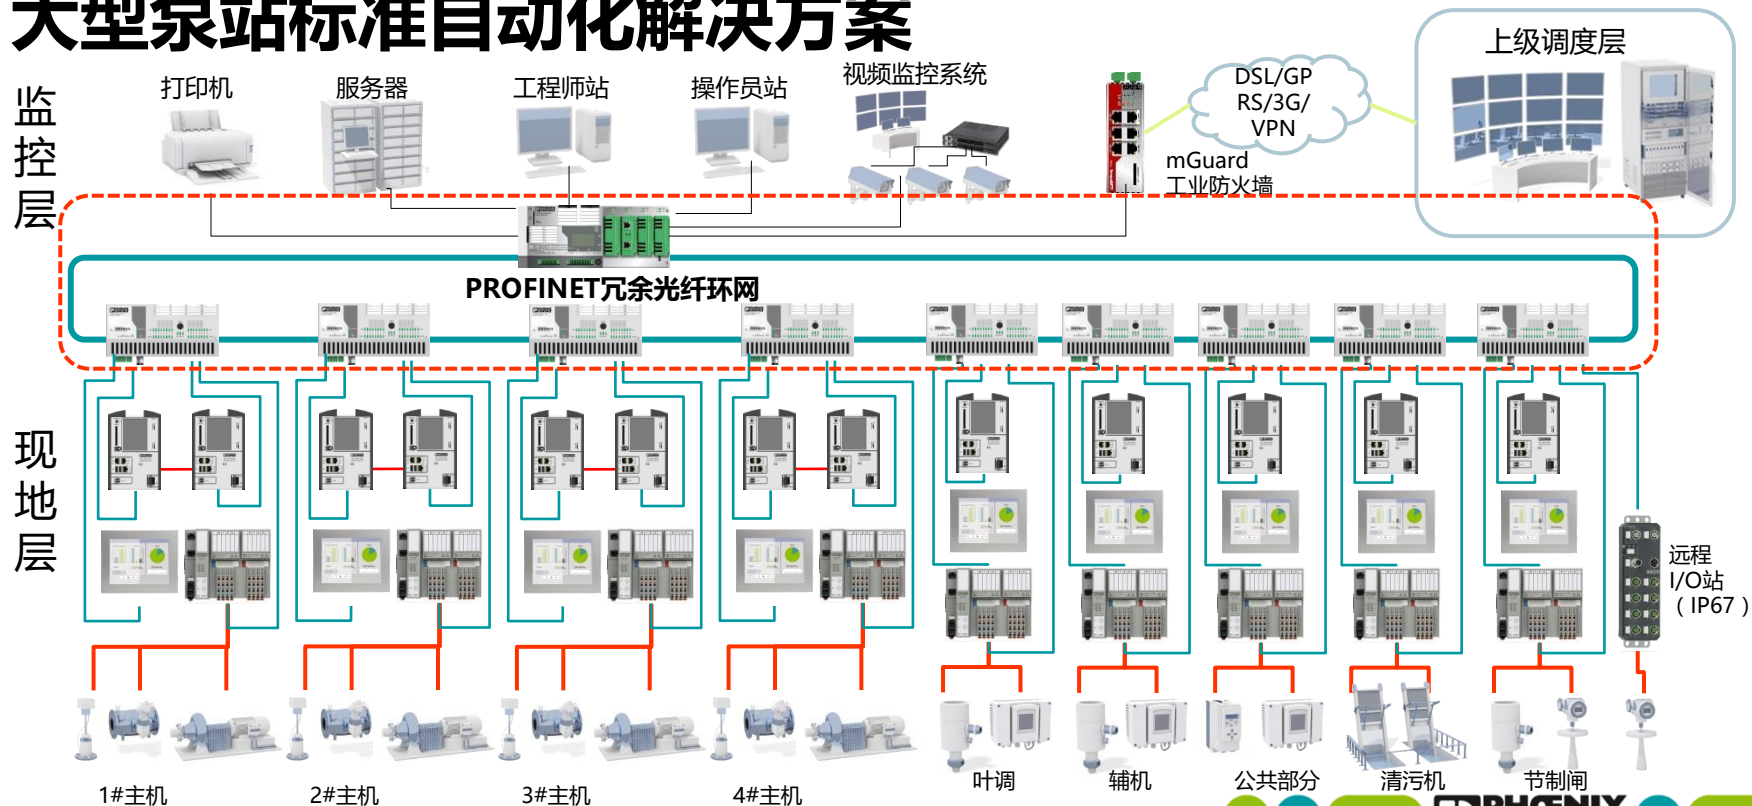 大型泵站标准自动化解决方案
上级调度层
监控层
打印机
服务器
工程师站
操作员站
视频监控系统
DSL/GP
RS/3G/
VPN
mGuard
工业防火墙
PROFINET冗余光纤环网
现地层
远程
I/O站
（IP67）
1#主机
2#主机
3#主机
4#主机
叶调
辅机
公共部分
清污机
节制闸
PHŒNIX